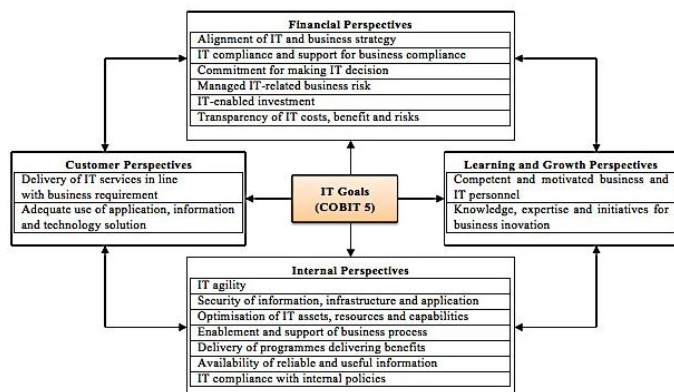 Financial Perspectives
Alignment of IT and business strategy
IT compliance and support for business compliance
Commitment for making IT decision
Managed IT-related business risk
IT-enabled investment
Transparency of IT costs, benefit and risks
Customer Perspectives
Delivery of IT services in line
with business requirement
Adequate use of application, information
and technology solution
IT Goals
(COBIT 5)
Learning and Growth Perspectives
Competent and motivated business and
IT personnel
Knowledge, expertise and initiatives for
business inovation
Internal Perspectives
IT agility
Security of information, infrastructure and application
Optimisation of IT assets, resources and capabilities
Enablement and support of business process
Delivery of programmes delivering benefits
Availability of reliable and useful information
IT compliance with internal policies